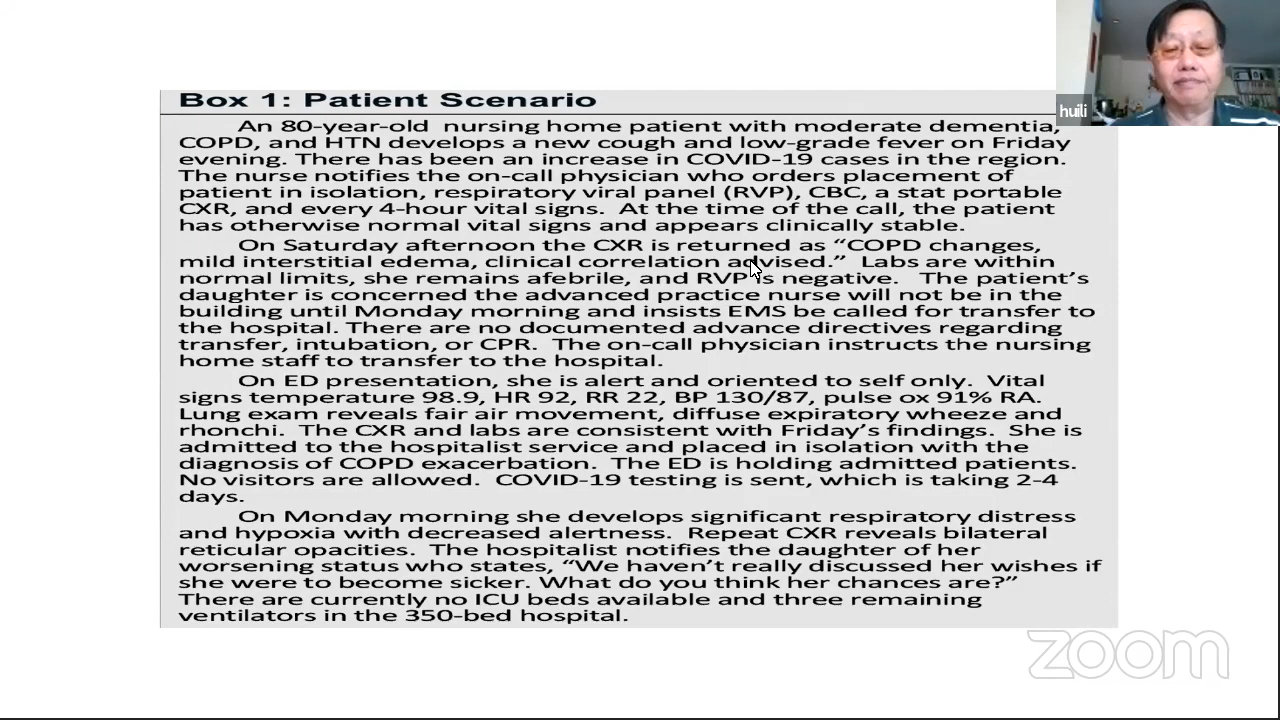 Box 1: Patient Scenario
An 80-year-old nursing home patient with moderate dementia,
COPD, and HTN develops a new cough and low-grade fever on Friday
evening. There has been an increase in COVID-19 cases in the region.
The nurse notifies the on-call physician who orders placement of
patient in isolation, respiratory viral panel (RVP), CBC, a stat portable
CXR, and every 4-hour vital signs. At the time of the call, the patient
has otherwise normal vital signs and appears clinically stable.
On Saturday afternoon the CXR is returned as “COPD changes,
mild interstitial edema, clinical correlation advised.” Labs are within
normal limits, she remains afebrile, and RVP is negative. The patient’s
daughter is concerned the advanced practice nurse will not be in the
building until Monday morning and insists EMS be called for transfer to
the hospital. There are no documented advance directives regarding
transfer, intubation, or CPR. The on-call physician instructs the nursing
home staff to transfer to the hospital.
On ED presentation, she is alert and oriented to self only. Vital
signs temperature 98.9, HR 92, RR 22, BP 130/87, pulse ox 91% RA.
Lung exam reveals fair air movement, diffuse expiratory wheeze and
rhonchi. The CXR and labs are consistent with Friday’s findings. She is
admitted to the hospitalist service and placed in isolation with the
diagnosis of COPD exacerbation. The ED is holding admitted patients.
No visitors are allowed. COVID-19 testing is sent, which is taking 2-4
days.
On Monday morning she develops significant respiratory distress
and hypoxia with decreased alertness. Repeat CXR reveals bilateral
reticular opacities. The hospitalist notifies the daughter of her
worsening status who states, “We haven’t really discussed her wishes if
she were to become sicker. What do you think her chances are?”
There are currently no ICU beds available and three remaining
ventilators in the 350-bed hospital.
huili
zoom